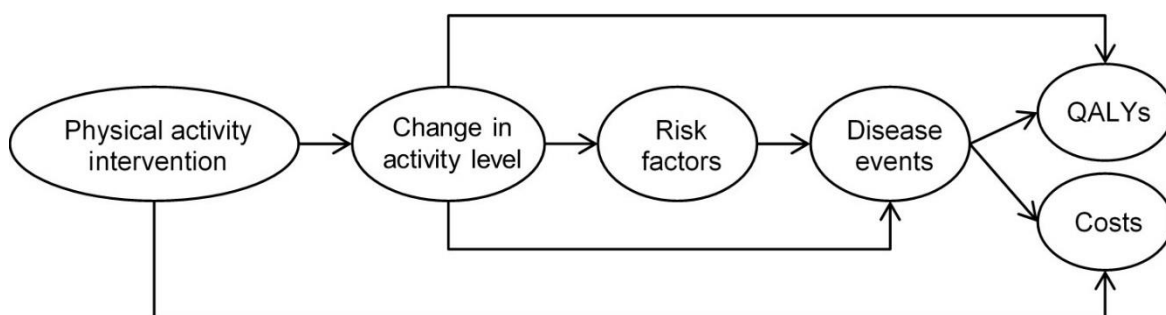 Physical activity
intervention
Change in
activity level
Risk
factors
Disease
events
QALYs
Costs